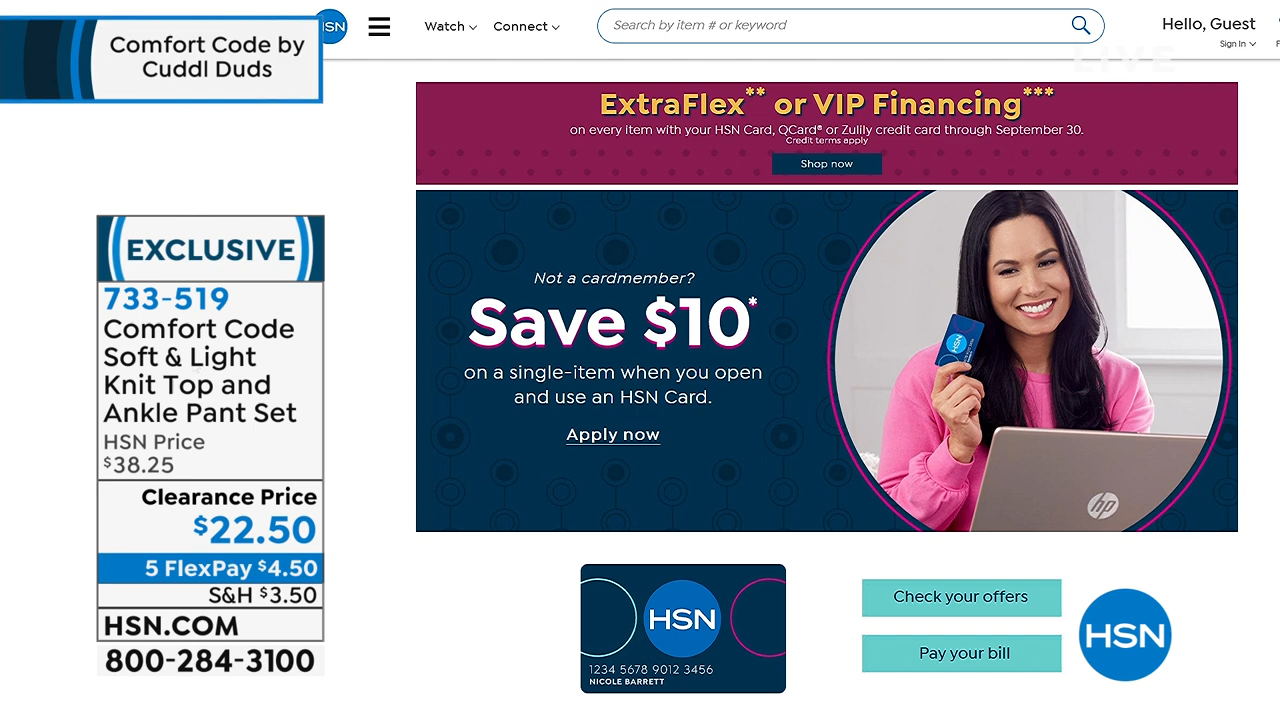 Comfort Code by
Cuddl Duds
HSN
Watch
Connect
Search by item # or keyword
Hello, Guest
Sign In
LIVE
ExtraFlex** or VIP Financing***
on every item with your HSN Card, QCard® or Zulily credit card through September 30.
Credit terms apply
Shop now
Not a cardmember?
Save $10*
on a single-item when you open
and use an HSN Card.
Apply now
HSN
hp
EXCLUSIVE
733-519
Comfort Code
Soft & Light
Knit Top and
Ankle Pant Set
HSN Price
$38.25
Clearance Price
$22.50
5 FlexPay $4.50
S&H $3.50
HSN.COM
800-284-3100
HSN
1234 5678 9012 3456
NICOLE BARRETT
Check your offers
Pay your bill
HSN